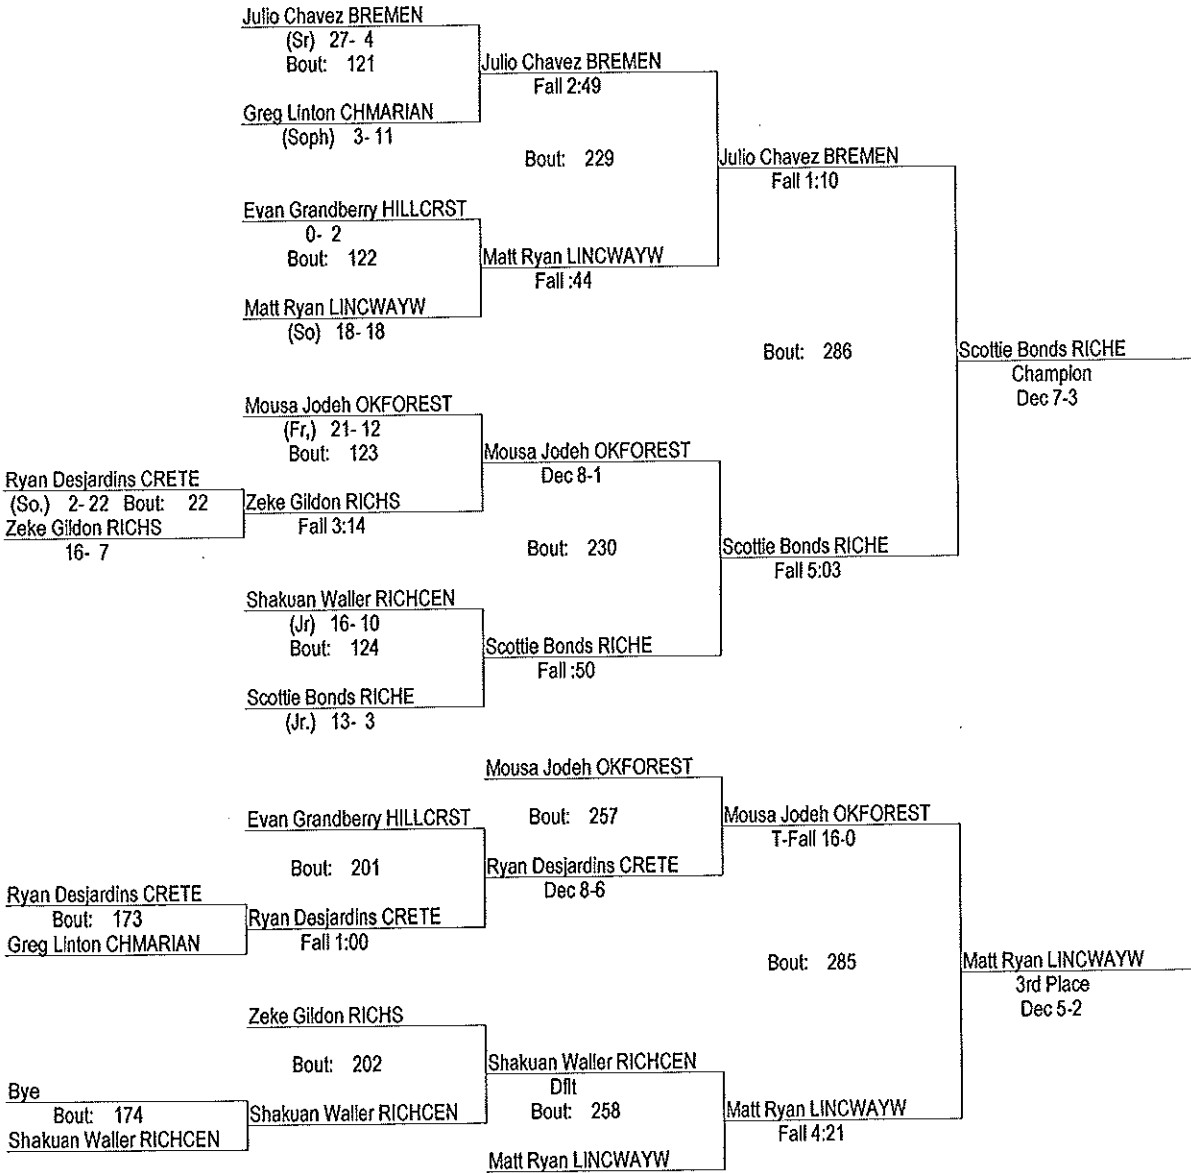 Julio Chavez BREMEN
(Sr) 27- 4
Bout: 121
Julio Chavez BREMEN
Fall 2:49
Greg Linton CHMARIAN
(Soph) 3- 11
Bout: 229
Julio Chavez BREMEN
Fall 1:10
Evan Grandberry HILLCRST
0- 2
Bout: 122
Matt Ryan LINCWAYW
Fall :44
Matt Ryan LINCWAYW
(So) 18- 18
Bout: 286
Scottie Bonds RICHE
Champion
Dec 7-3
Mousa Jodeh OKFOREST
(Fr,) 21- 12
Bout: 123
Mousa Jodeh OKFOREST
Dec 8-1
Ryan Desjardins CRETE
(So.) 2- 22 Bout: 22
Zeke Gildon RICHS
16- 7
Zeke Gildon RICHS
Fall 3:14
Bout: 230
Scottie Bonds RICHE
Fall 5:03
Shakuan Waller RICHCEN
(Jr) 16- 10
Bout: 124
Scottie Bonds RICHE
Fall :50
Scottie Bonds RICHE
(Jr.) 13- 3
Mousa Jodeh OKFOREST
Bout: 257
Mousa Jodeh OKFOREST
T-Fall 16-0
Evan Grandberry HILLCRST
Bout: 201
Ryan Desjardins CRETE
Dec 8-6
Ryan Desjardins CRETE
Bout: 173
Greg Linton CHMARIAN
Ryan Desjardins CRETE
Fall 1:00
Bout: 285
Matt Ryan LINCWAYW
3rd Place
Dec 5-2
Zeke Gildon RICHS
Bout: 202
Shakuan Waller RICHCEN
Dflt
Bout: 258
Bye
Bout: 174
Shakuan Waller RICHCEN
Shakuan Waller RICHCEN
Matt Ryan LINCWAYW
Fall 4:21
Matt Ryan LINCWAYW